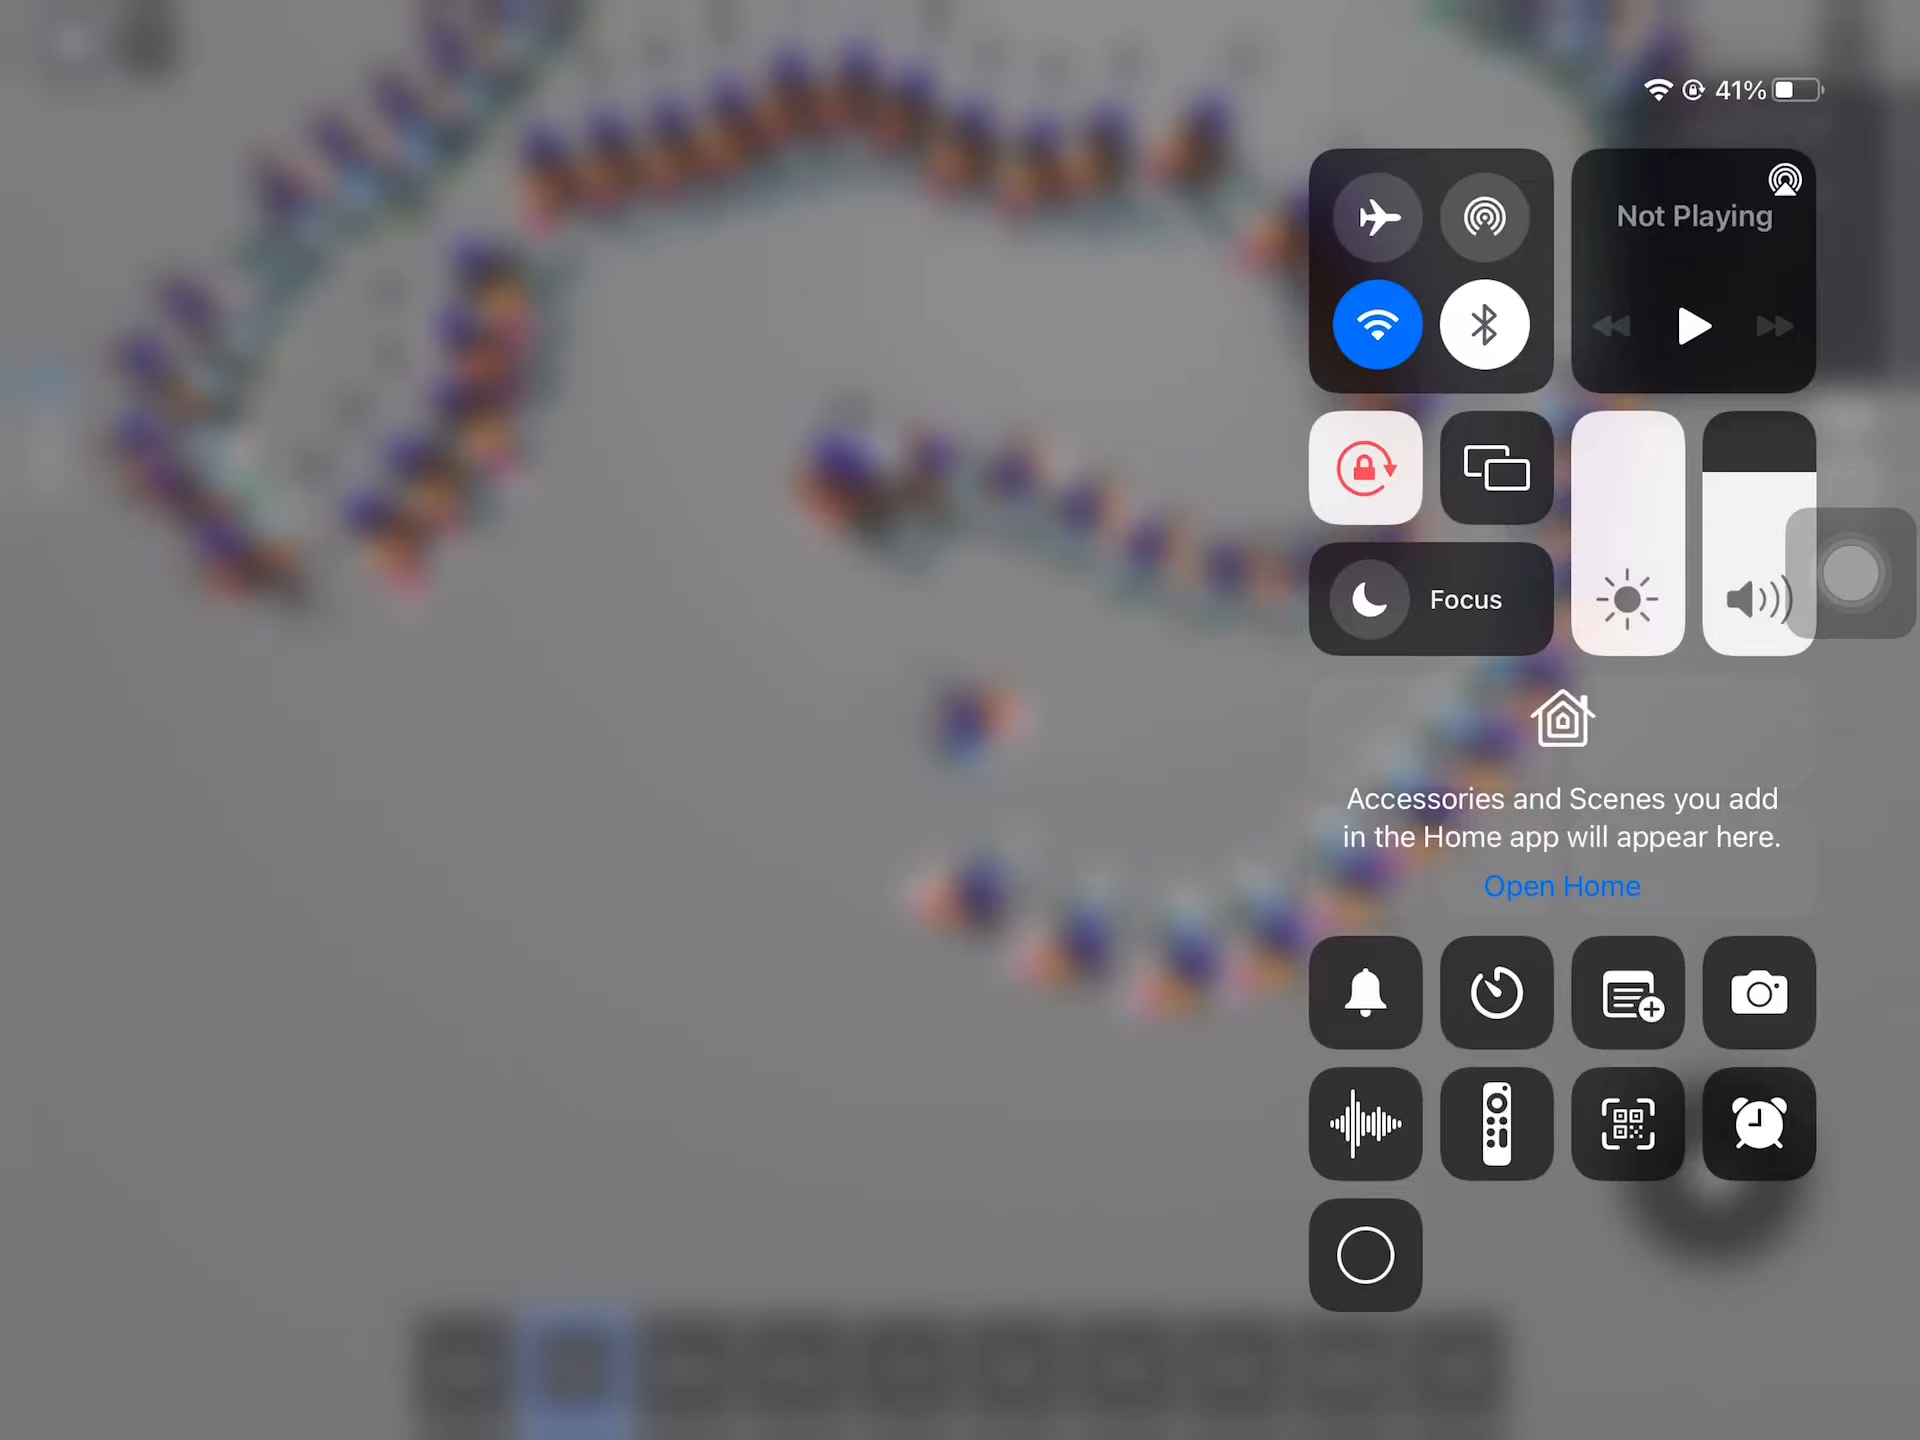 41%
Not Playing
Focus
Accessories and Scenes you add
in the Home app will appear here.
Open Home